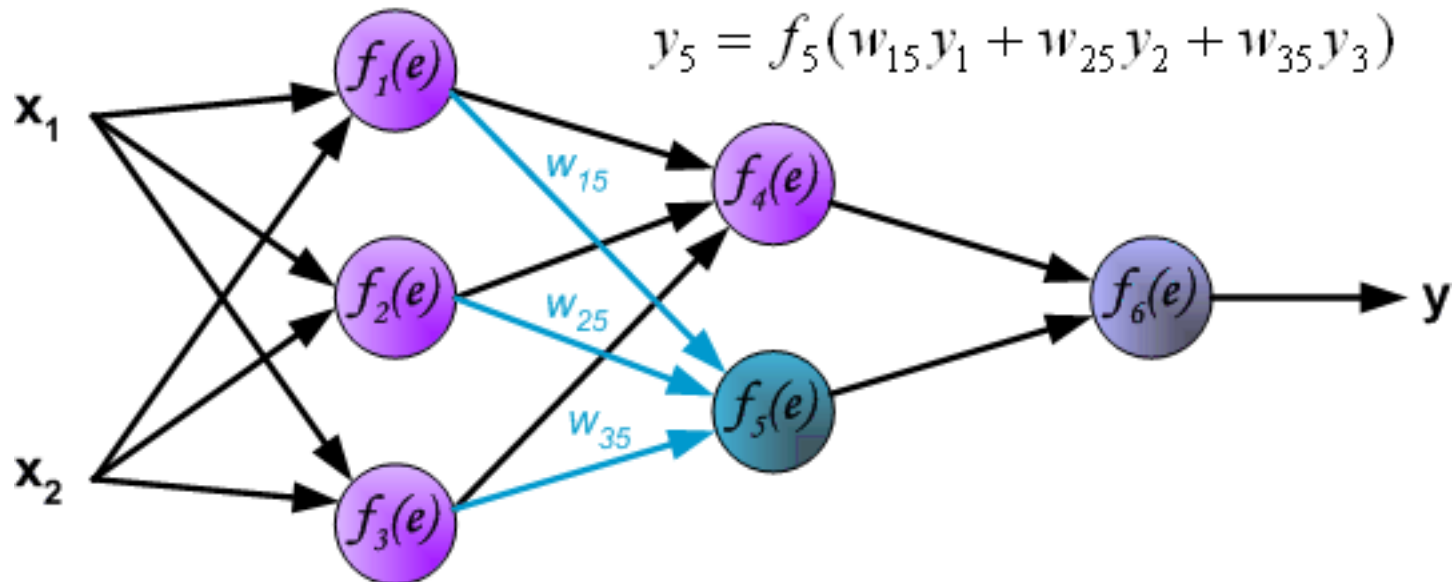 y₅ = f₅(w₁₅y₁ + w₂₅y₂ + w₃₅y₃)
f₁(e)
x₁
w₁₅
f₄(e)
f₂(e)
w₂₅
f₆(e)
y
f₅(e)
w₃₅
x₂
f₃(e)